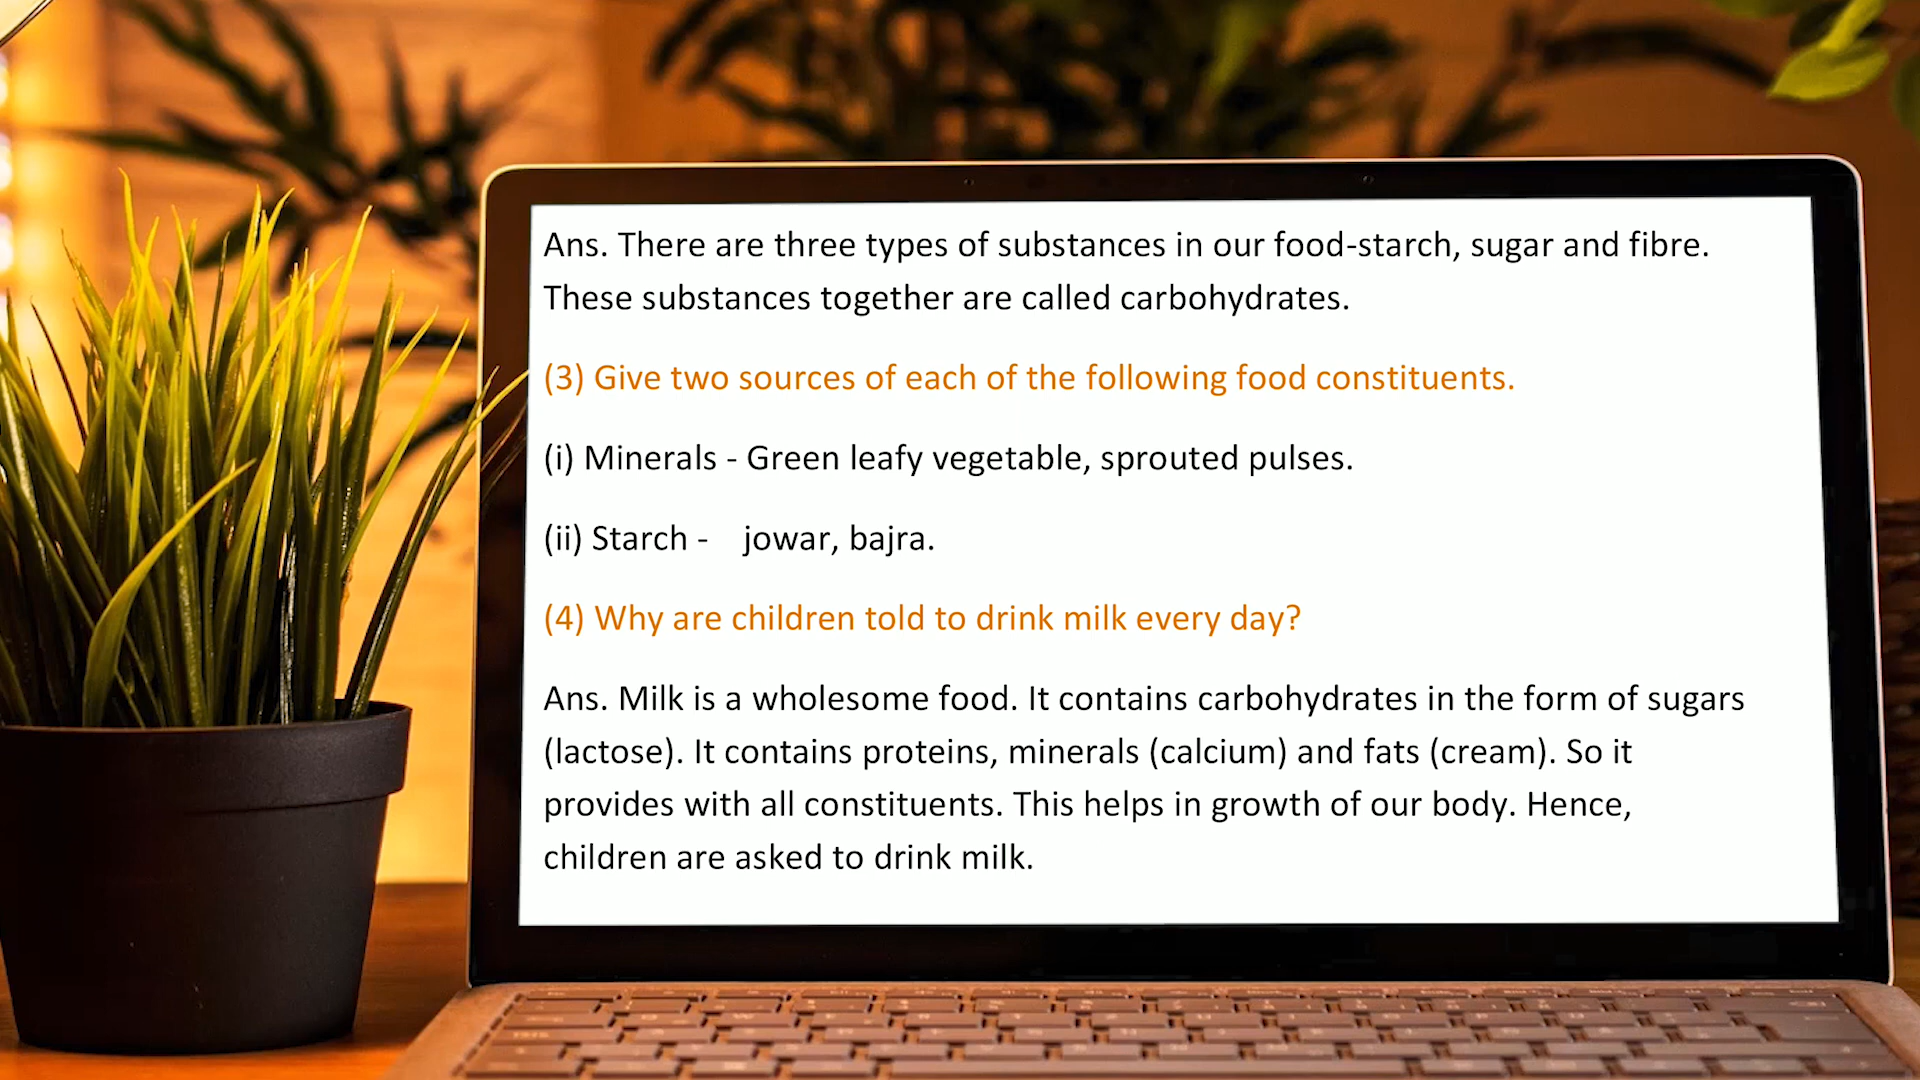 Ans. There are three types of substances in our food-starch, sugar and fibre.
These substances together are called carbohydrates.
(3) Give two sources of each of the following food constituents.
(i) Minerals - Green leafy vegetable, sprouted pulses.
(ii) Starch -    jowar, bajra.
(4) Why are children told to drink milk every day?
Ans. Milk is a wholesome food. It contains carbohydrates in the form of sugars
(lactose). It contains proteins, minerals (calcium) and fats (cream). So it
provides with all constituents. This helps in growth of our body. Hence,
children are asked to drink milk.